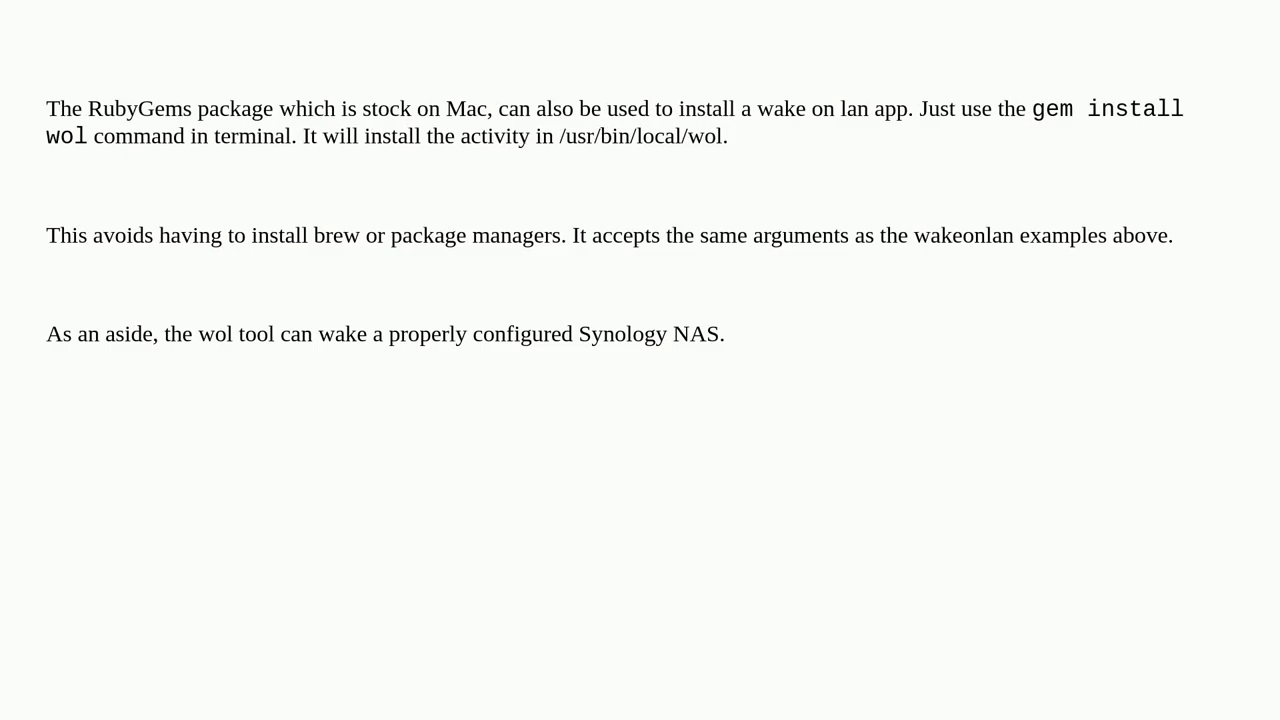 The RubyGems package which is stock on Mac, can also be used to install a wake on lan app. Just use the gem install
wol command in terminal. It will install the activity in /usr/bin/local/wol.
This avoids having to install brew or package managers. It accepts the same arguments as the wakeonlan examples above.
As an aside, the wol tool can wake a properly configured Synology NAS.